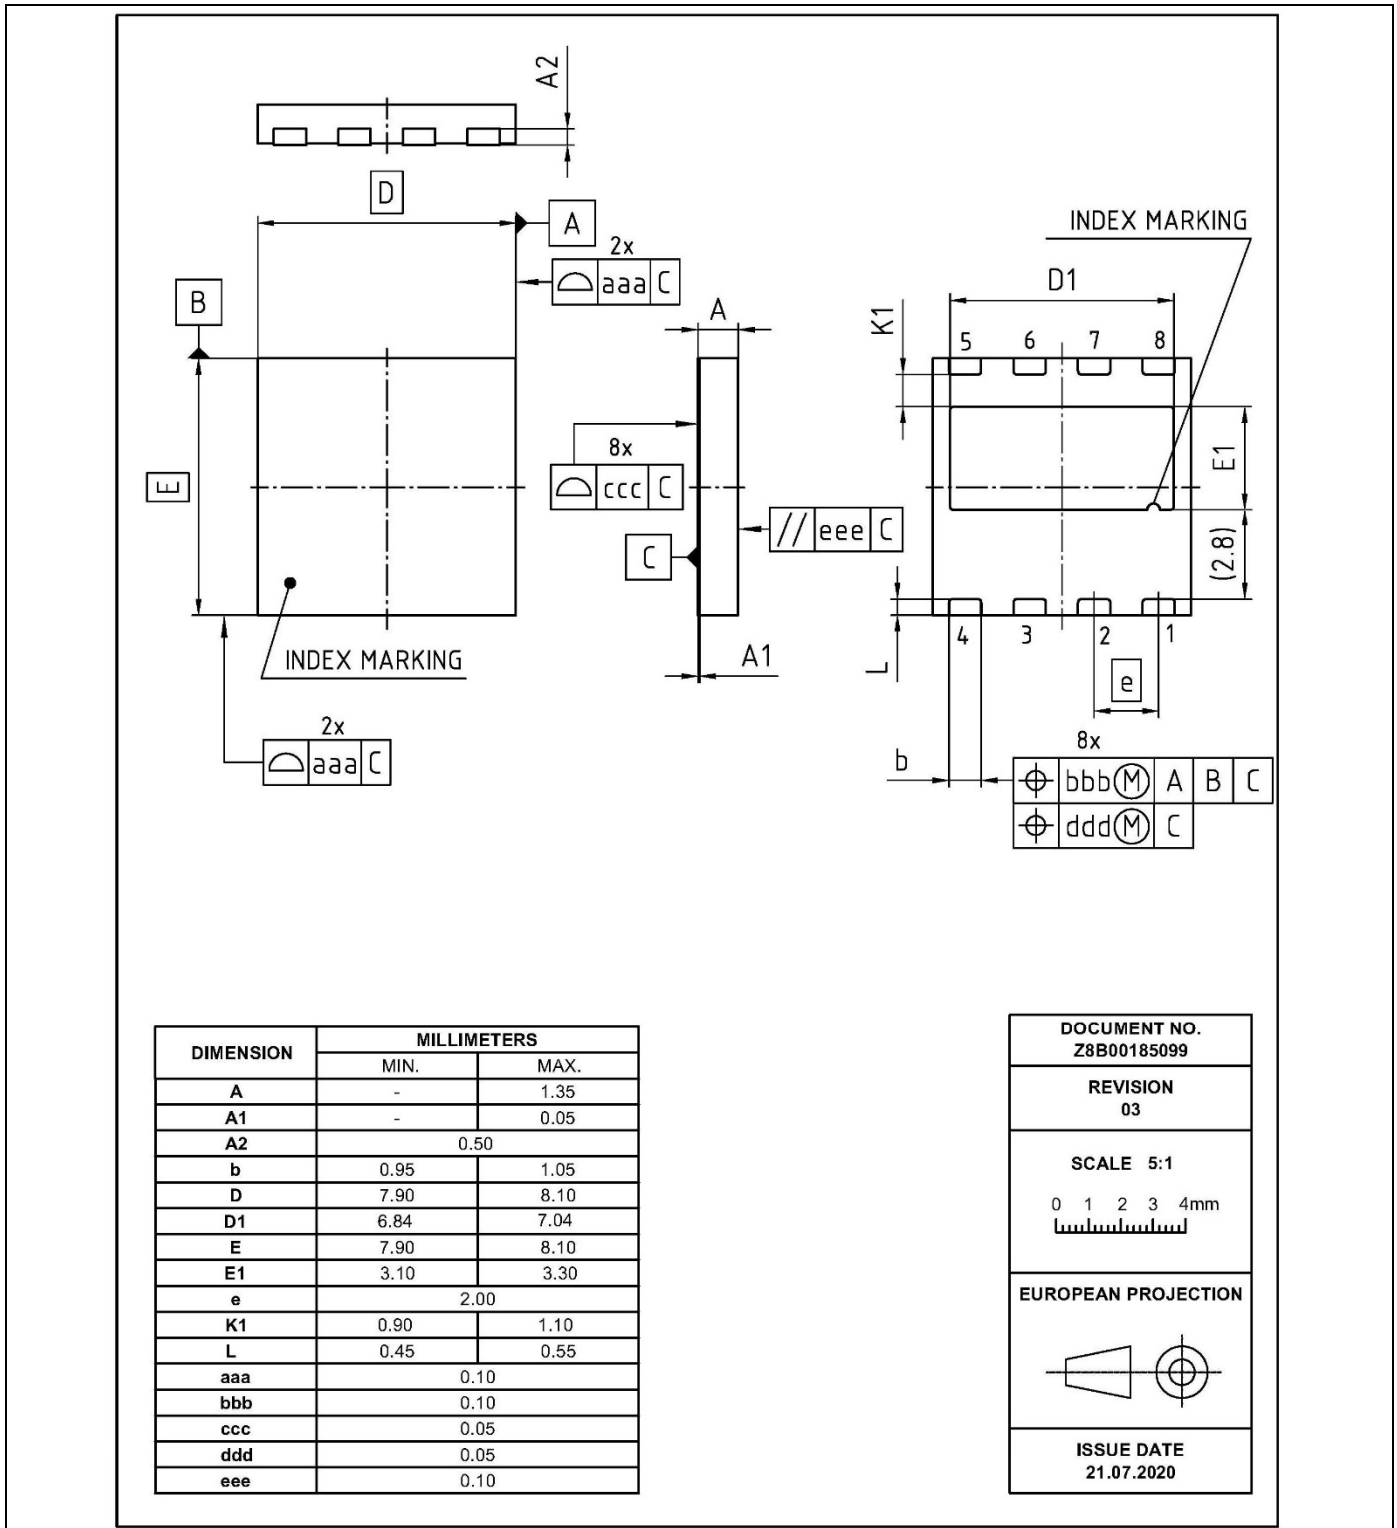 A2
D
A
2x
aaa C
INDEX MARKING
B
A
D1
K1
5 6 7 8
E
8x
ccc C
E1
// eee C
C
(2.8)
INDEX MARKING
A1
L
4 3 2 1
e
2x
aaa C
8x
b
bbb Ⓜ A B C
ddd Ⓜ C
DIMENSION MILLIMETERS
MIN. MAX.
A - 1.35
A1 - 0.05
A2 0.50
b 0.95 1.05
D 7.90 8.10
D1 6.84 7.04
E 7.90 8.10
E1 3.10 3.30
e 2.00
K1 0.90 1.10
L 0.45 0.55
aaa 0.10
bbb 0.10
ccc 0.05
ddd 0.05
eee 0.10
DOCUMENT NO.
Z8B00185099
REVISION
03
SCALE 5:1
0 1 2 3 4mm
EUROPEAN PROJECTION
ISSUE DATE
21.07.2020